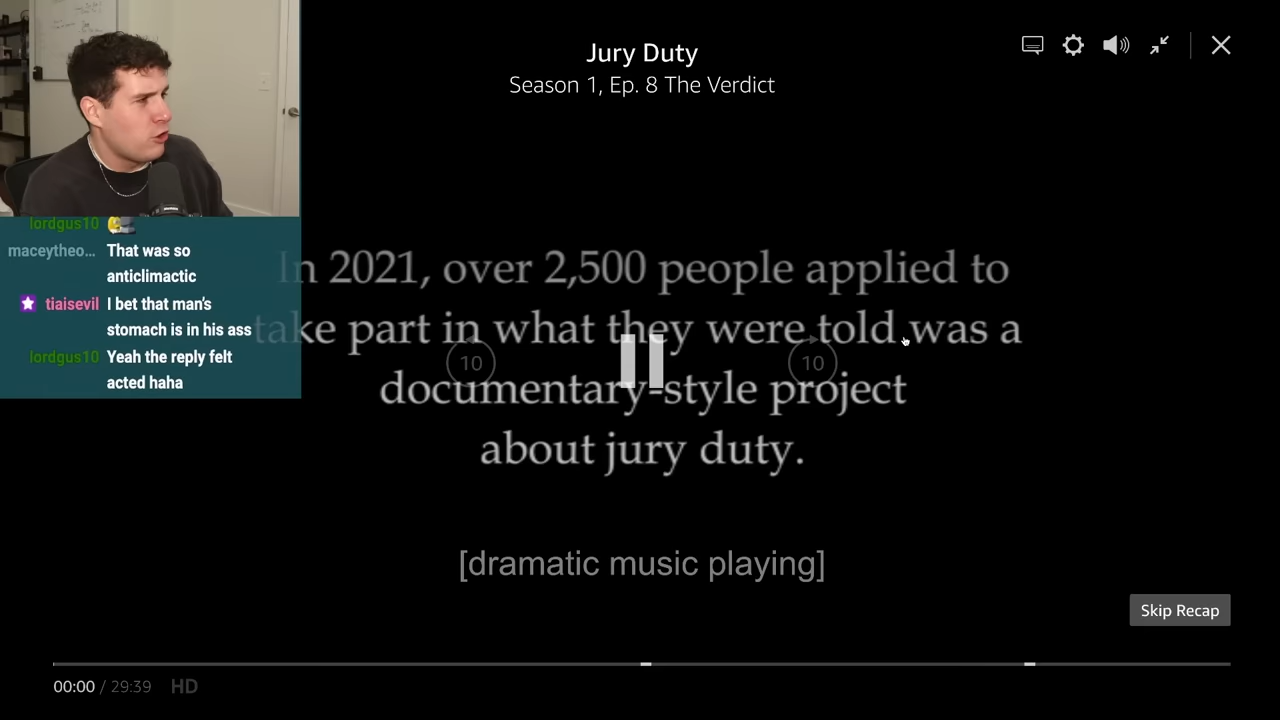 Jury Duty
Season 1, Ep. 8 The Verdict
lordgus10
maceytheo... That was so
anticlimactic
tiaisevil I bet that man's
stomach is in his ass
lordgus10 Yeah the reply felt
acted haha
In 2021, over 2,500 people applied to
take part in what they were told was a
documentary-style project
about jury duty.
10
10
[dramatic music playing]
Skip Recap
00:00 / 29:39 HD